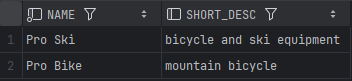 NAME SHORT_DESC
1 Pro Ski bicycle and ski equipment
2 Pro Bike mountain bicycle